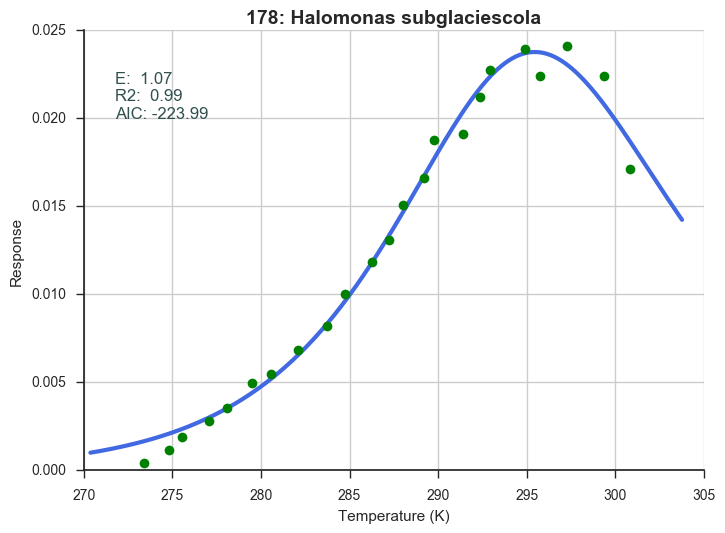 178: Halomonas subglaciescola
E: 1.07
R2: 0.99
AIC: -223.99
Response
0.025
0.020
0.015
0.010
0.005
0.000
270 275 280 285 290 295 300 305
Temperature (K)